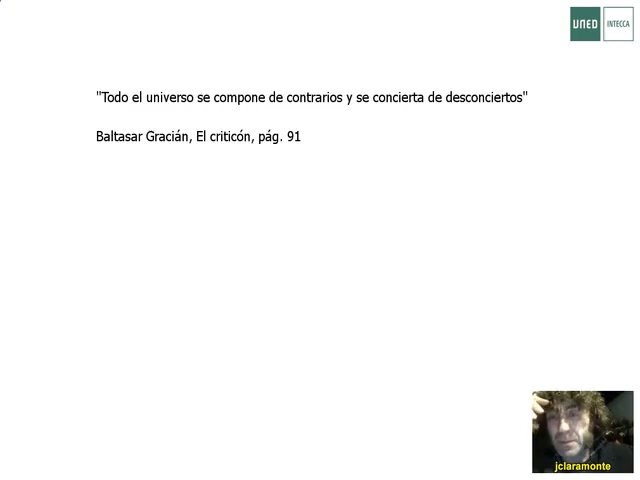 UNED INTECCA
"Todo el universo se compone de contrarios y se concierta de desconciertos"
Baltasar Gracián, El criticón, pág. 91
jclaramonte